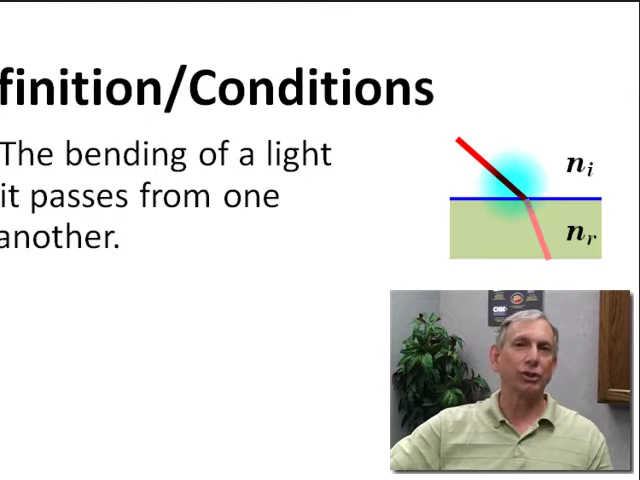 finition/Conditions
The bending of a light
it passes from one
another.
n_i
n_r